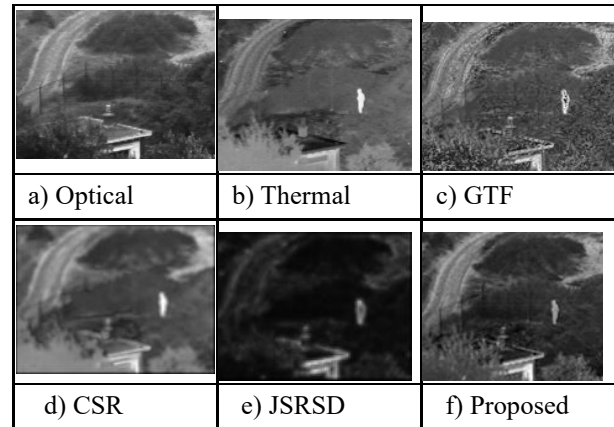 a) Optical
b) Thermal
c) GTF
d) CSR
e) JSRSD
f) Proposed